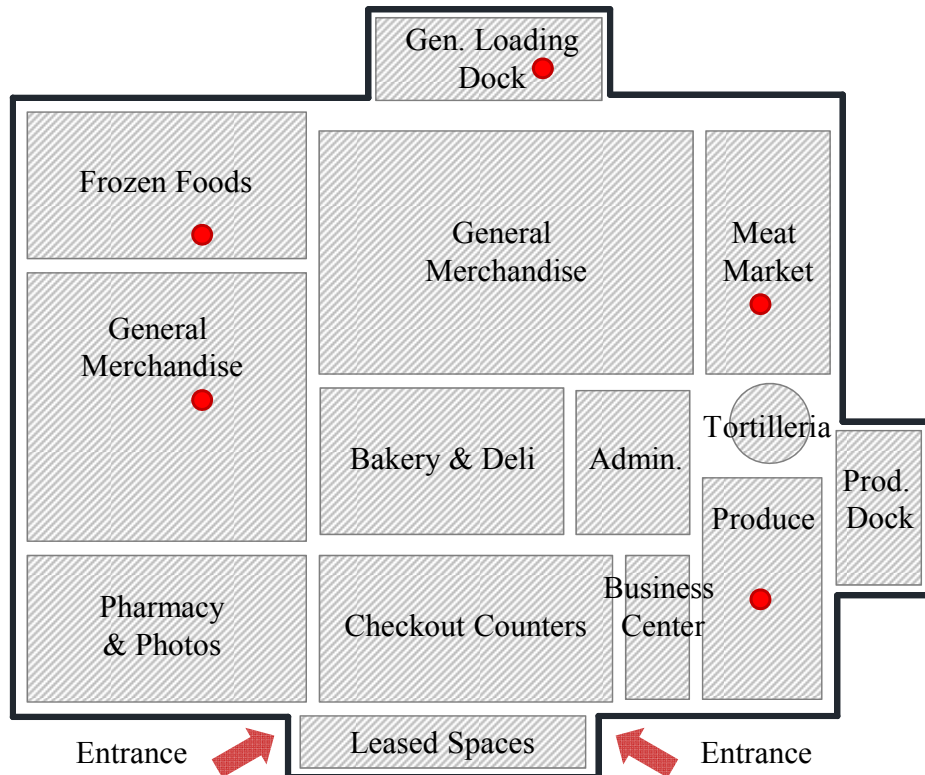 Gen. Loading
Dock
Frozen Foods
General
Merchandise
Meat
Market
General
Merchandise
Bakery & Deli
Admin.
Tortilleria
Prod.
Dock
Produce
Pharmacy
& Photos
Checkout Counters
Business
Center
Leased Spaces
Entrance
Entrance